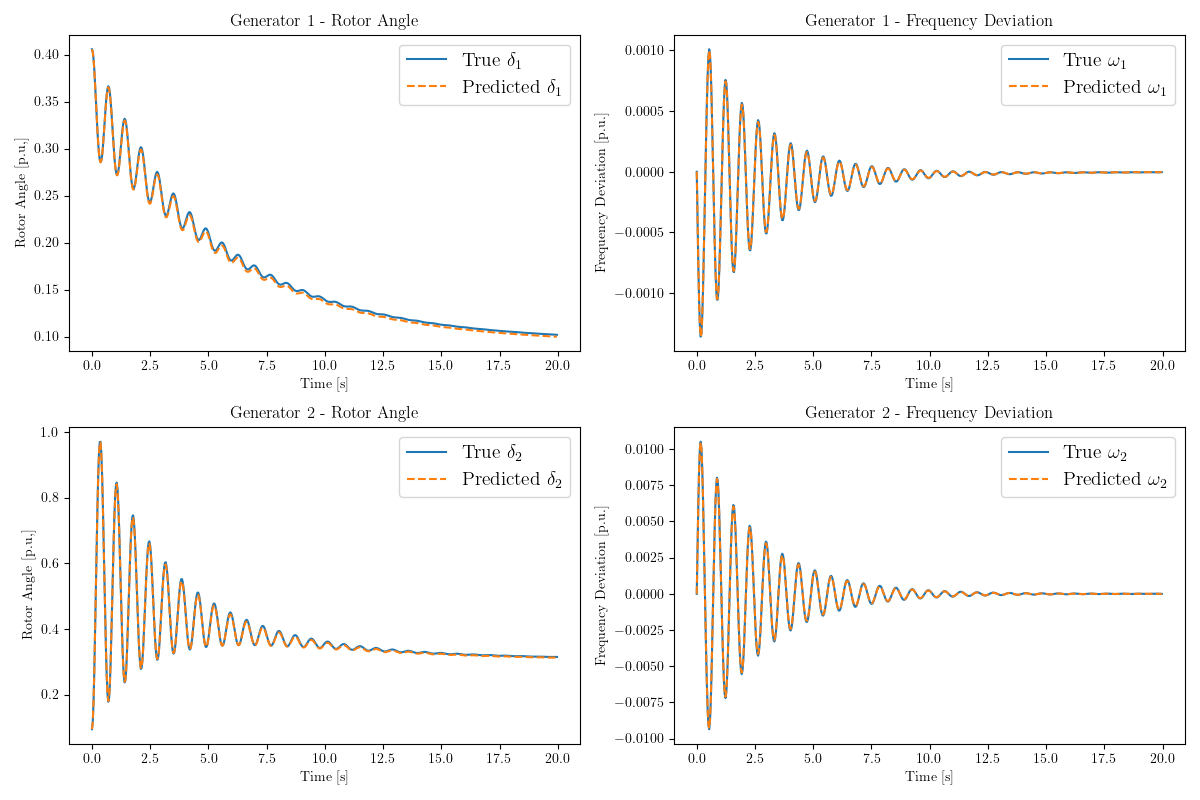 Generator 1 - Rotor Angle
True δ₁
Predicted δ₁
0.40
0.35
0.30
0.25
0.20
0.15
0.10
Rotor Angle [p.u.]
0.0 2.5 5.0 7.5 10.0 12.5 15.0 17.5 20.0
Time [s]
Generator 1 - Frequency Deviation
True ω₁
Predicted ω₁
0.0010
0.0005
0.0000
−0.0005
−0.0010
Frequency Deviation [p.u.]
0.0 2.5 5.0 7.5 10.0 12.5 15.0 17.5 20.0
Time [s]
Generator 2 - Rotor Angle
True δ₂
Predicted δ₂
1.0
0.8
0.6
0.4
0.2
Rotor Angle [p.u.]
0.0 2.5 5.0 7.5 10.0 12.5 15.0 17.5 20.0
Time [s]
Generator 2 - Frequency Deviation
True ω₂
Predicted ω₂
0.0100
0.0075
0.0050
0.0025
0.0000
−0.0025
−0.0050
−0.0075
−0.0100
Frequency Deviation [p.u.]
0.0 2.5 5.0 7.5 10.0 12.5 15.0 17.5 20.0
Time [s]